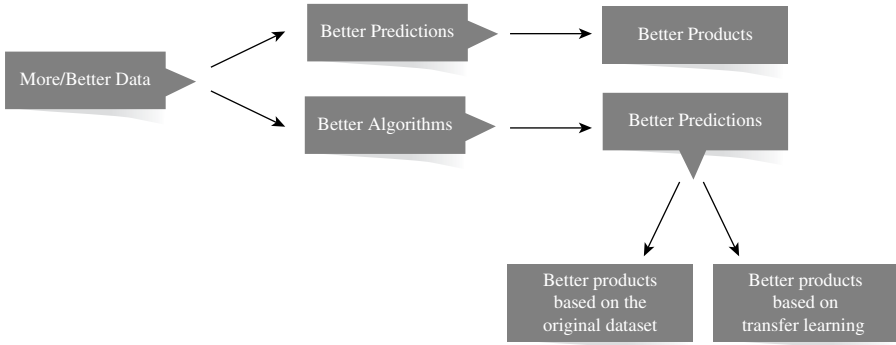 Better Predictions
Better Products
More/Better Data
Better Algorithms
Better Predictions
Better products
based on the
original dataset
Better products
based on
transfer learning